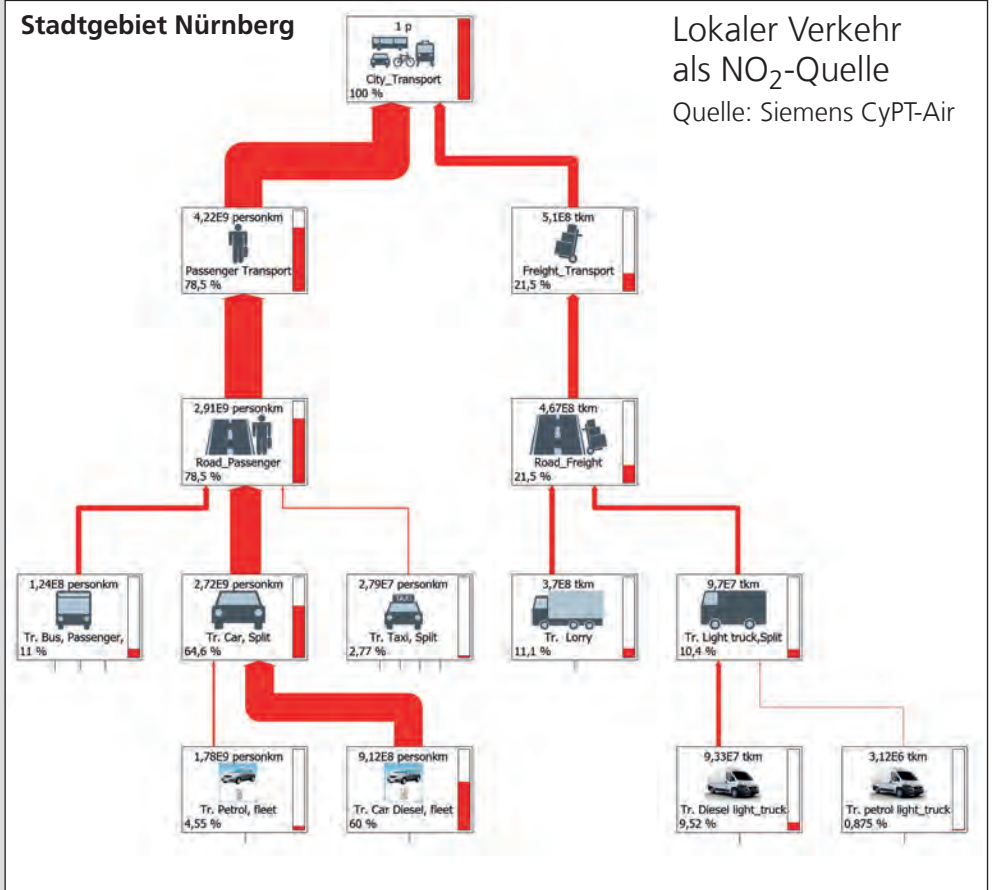 Stadtgebiet Nürnberg
Lokaler Verkehr
als NO₂-Quelle
Quelle: Siemens CyPT-Air
1 p
City_Transport
100 %
4,22E9 personkm
Passenger Transport
78,5 %
5,1E8 tkm
Freight_Transport
21,5 %
2,91E9 personkm
Road_Passenger
78,5 %
4,67E8 tkm
Road_Freight
21,5 %
1,24E8 personkm
Tr. Bus, Passenger,
11 %
2,72E9 personkm
Tr. Car, Split
64,6 %
2,79E7 personkm
TAXI
Tr. Taxi, Split
2,77 %
3,7E8 tkm
Tr. Lorry
11,1 %
9,7E7 tkm
Tr. Light truck,Split
10,4 %
1,78E9 personkm
Tr. Petrol, fleet
4,55 %
9,12E8 personkm
Tr. Car Diesel, fleet
60 %
9,33E7 tkm
Tr. Diesel light_truck
9,52 %
3,12E6 tkm
Tr. petrol light_truck
0,875 %